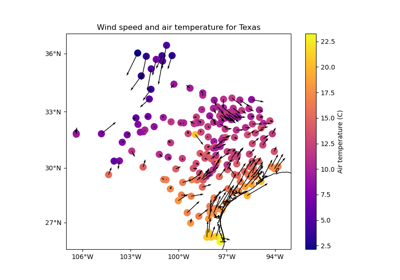 Wind speed and air temperature for Texas
36°N
33°N
30°N
27°N
106°W
103°W
100°W
97°W
94°W
22.5
20.0
17.5
15.0
12.5
10.0
7.5
5.0
2.5
Air temperature (C)